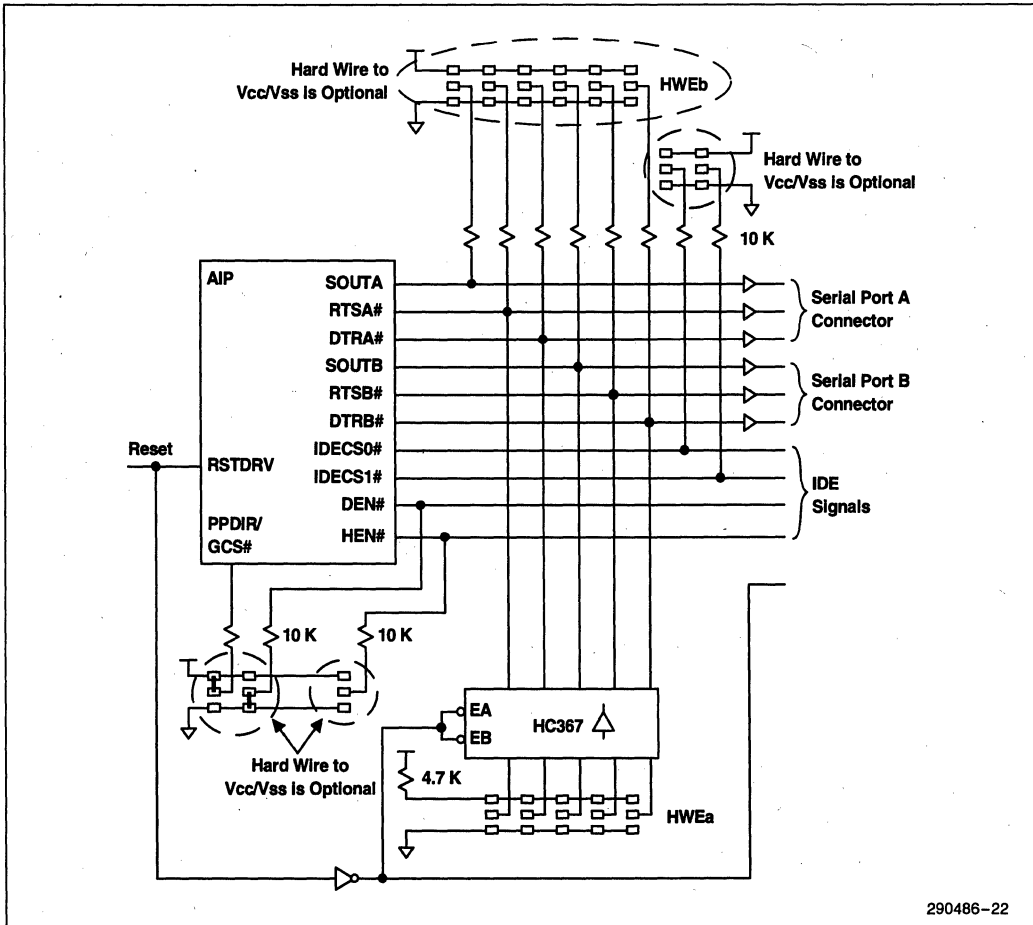 Hard Wire to
Vcc/Vss is Optional
HWEb
Hard Wire to
Vcc/Vss is Optional
10 K
AIP
SOUTA
RTSA#
DTRA#
SOUTB
RTSB#
DTRB#
IDECS0#
IDECS1#
DEN#
HEN#
Serial Port A
Connector
Serial Port B
Connector
IDE
Signals
Reset
RSTDRV
PPDIR/
GCS#
10 K
10 K
Hard Wire to
Vcc/Vss is Optional
EA
EB
HC367
4.7 K
HWEa
290486–22